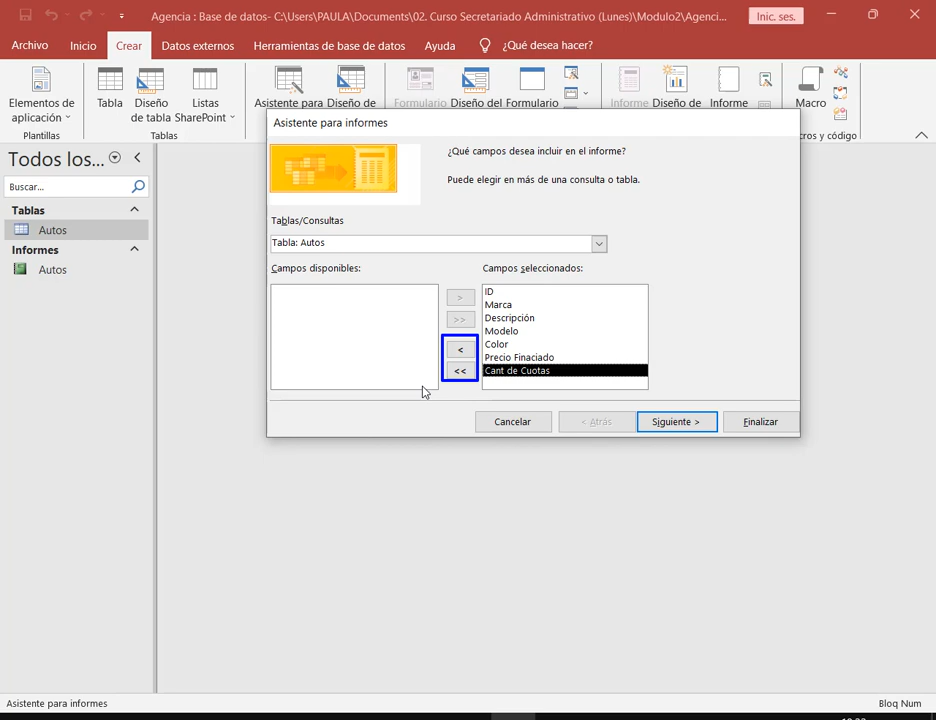 Agencia : Base de datos- C:\Users\PAULA\Documents\02. Curso Secretariado Administrativo (Lunes)\Modulo2\Agenci...
Inic. ses.
Archivo
Inicio
Crear
Datos externos
Herramientas de base de datos
Ayuda
¿Qué desea hacer?
Elementos de
aplicación
Tabla
Diseño
de tabla
Listas
SharePoint
Asistente para
Diseño de
Formulario
Diseño del
Formulario
Informe
Diseño de
Informe
Macro
Plantillas
Tablas
cros y código
Todos los...
Buscar...
Tablas
Autos
Informes
Autos
Asistente para informes
¿Qué campos desea incluir en el informe?
Puede elegir en más de una consulta o tabla.
Tablas/Consultas
Tabla: Autos
Campos disponibles:
Campos seleccionados:
>
>>
<
<<
ID
Marca
Descripción
Modelo
Color
Precio Finaciado
Cant de Cuotas
Cancelar
< Atrás
Siguiente >
Finalizar
Asistente para informes
Bloq Num